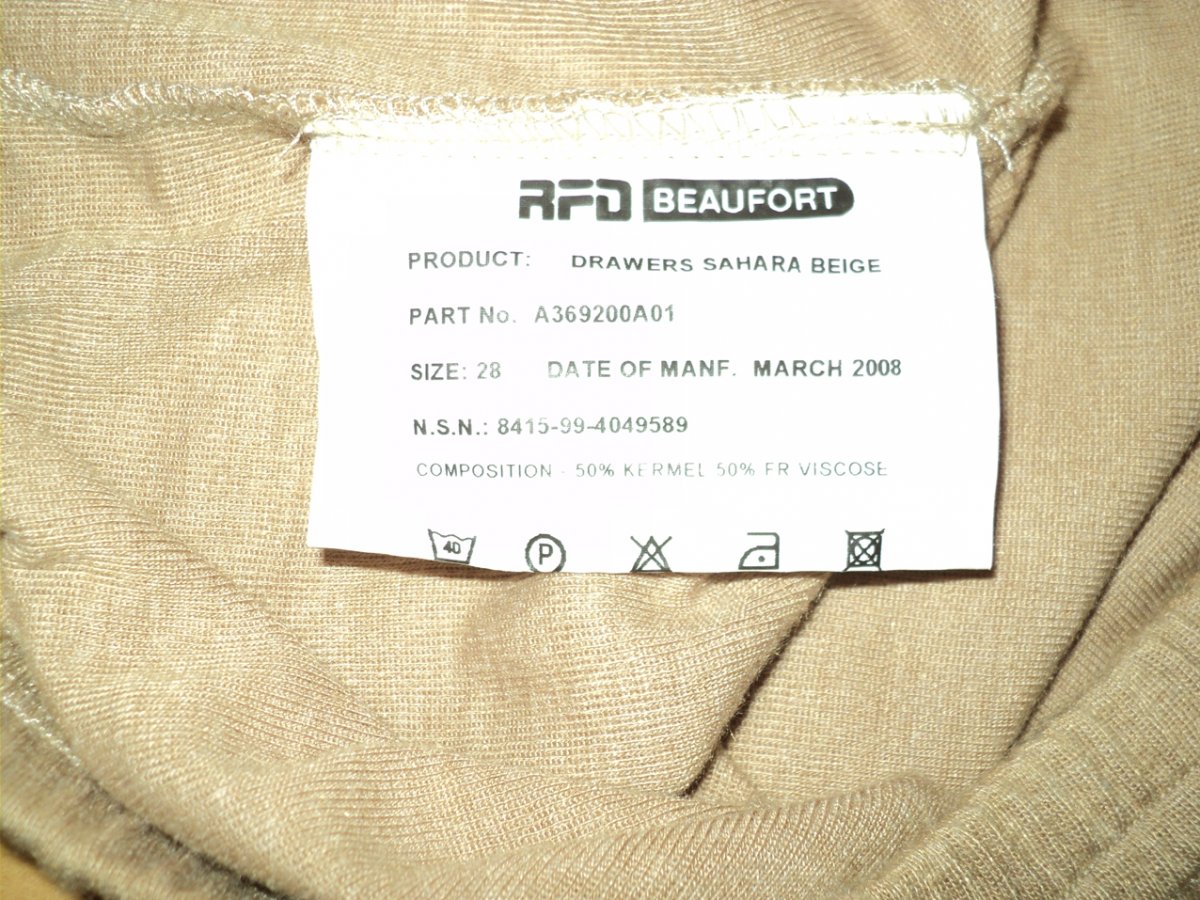 RFD BEAUFORT
PRODUCT: DRAWERS SAHARA BEIGE
PART No. A369200A01
SIZE: 28 DATE OF MANF. MARCH 2008
N.S.N.: 8415-99-4049589
COMPOSITION - 50% KERMEL 50% FR VISCOSE
40 P